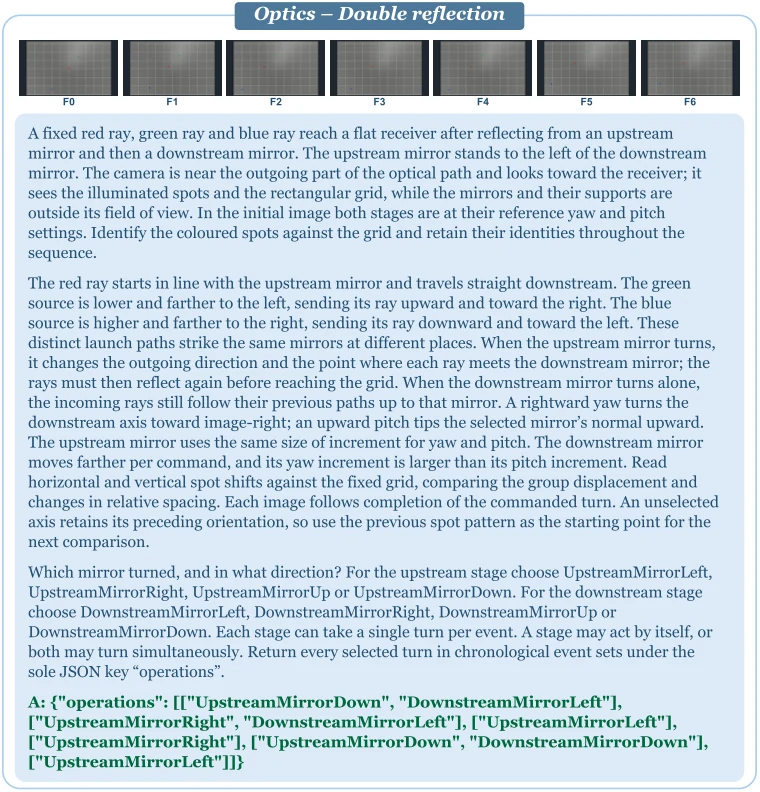 Optics – Double reflection
F0 F1 F2 F3 F4 F5 F6
A fixed red ray, green ray and blue ray reach a flat receiver after reflecting from an upstream
mirror and then a downstream mirror. The upstream mirror stands to the left of the downstream
mirror. The camera is near the outgoing part of the optical path and looks toward the receiver; it
sees the illuminated spots and the rectangular grid, while the mirrors and their supports are
outside its field of view. In the initial image both stages are at their reference yaw and pitch
settings. Identify the coloured spots against the grid and retain their identities throughout the
sequence.
The red ray starts in line with the upstream mirror and travels straight downstream. The green
source is lower and farther to the left, sending its ray upward and toward the right. The blue
source is higher and farther to the right, sending its ray downward and toward the left. These
distinct launch paths strike the same mirrors at different places. When the upstream mirror turns,
it changes the outgoing direction and the point where each ray meets the downstream mirror; the
rays must then reflect again before reaching the grid. When the downstream mirror turns alone,
the incoming rays still follow their previous paths up to that mirror. A rightward yaw turns the
downstream axis toward image-right; an upward pitch tips the selected mirror's normal upward.
The upstream mirror uses the same size of increment for yaw and pitch. The downstream mirror
moves farther per command, and its yaw increment is larger than its pitch increment. Read
horizontal and vertical spot shifts against the fixed grid, comparing the group displacement and
changes in relative spacing. Each image follows completion of the commanded turn. An unselected
axis retains its preceding orientation, so use the previous spot pattern as the starting point for the
next comparison.
Which mirror turned, and in what direction? For the upstream stage choose UpstreamMirrorLeft,
UpstreamMirrorRight, UpstreamMirrorUp or UpstreamMirrorDown. For the downstream stage
choose DownstreamMirrorLeft, DownstreamMirrorRight, DownstreamMirrorUp or
DownstreamMirrorDown. Each stage can take a single turn per event. A stage may act by itself, or
both may turn simultaneously. Return every selected turn in chronological event sets under the
sole JSON key “operations”.
A: {"operations": [["UpstreamMirrorDown", "DownstreamMirrorLeft"],
["UpstreamMirrorRight", "DownstreamMirrorLeft"], ["UpstreamMirrorLeft"],
["UpstreamMirrorRight"], ["UpstreamMirrorDown", "DownstreamMirrorDown"],
["UpstreamMirrorLeft"]]}